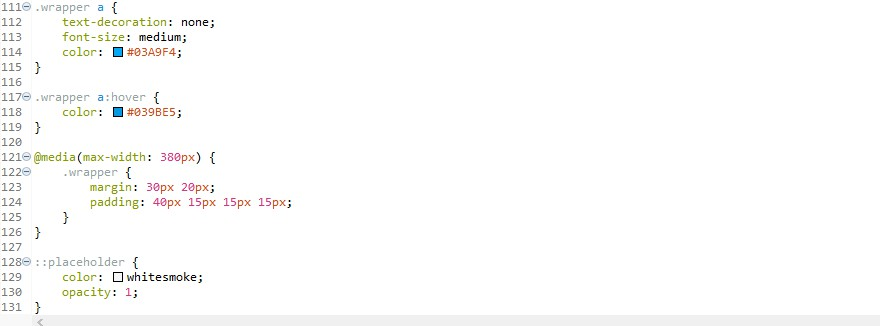 111 .wrapper a {
112     text-decoration: none;
113     font-size: medium;
114     color: #03A9F4;
115 }
116
117 .wrapper a:hover {
118     color: #039BE5;
119 }
120
121 @media(max-width: 380px) {
122     .wrapper {
123         margin: 30px 20px;
124         padding: 40px 15px 15px 15px;
125     }
126 }
127
128 ::placeholder {
129     color: whitesmoke;
130     opacity: 1;
131 }